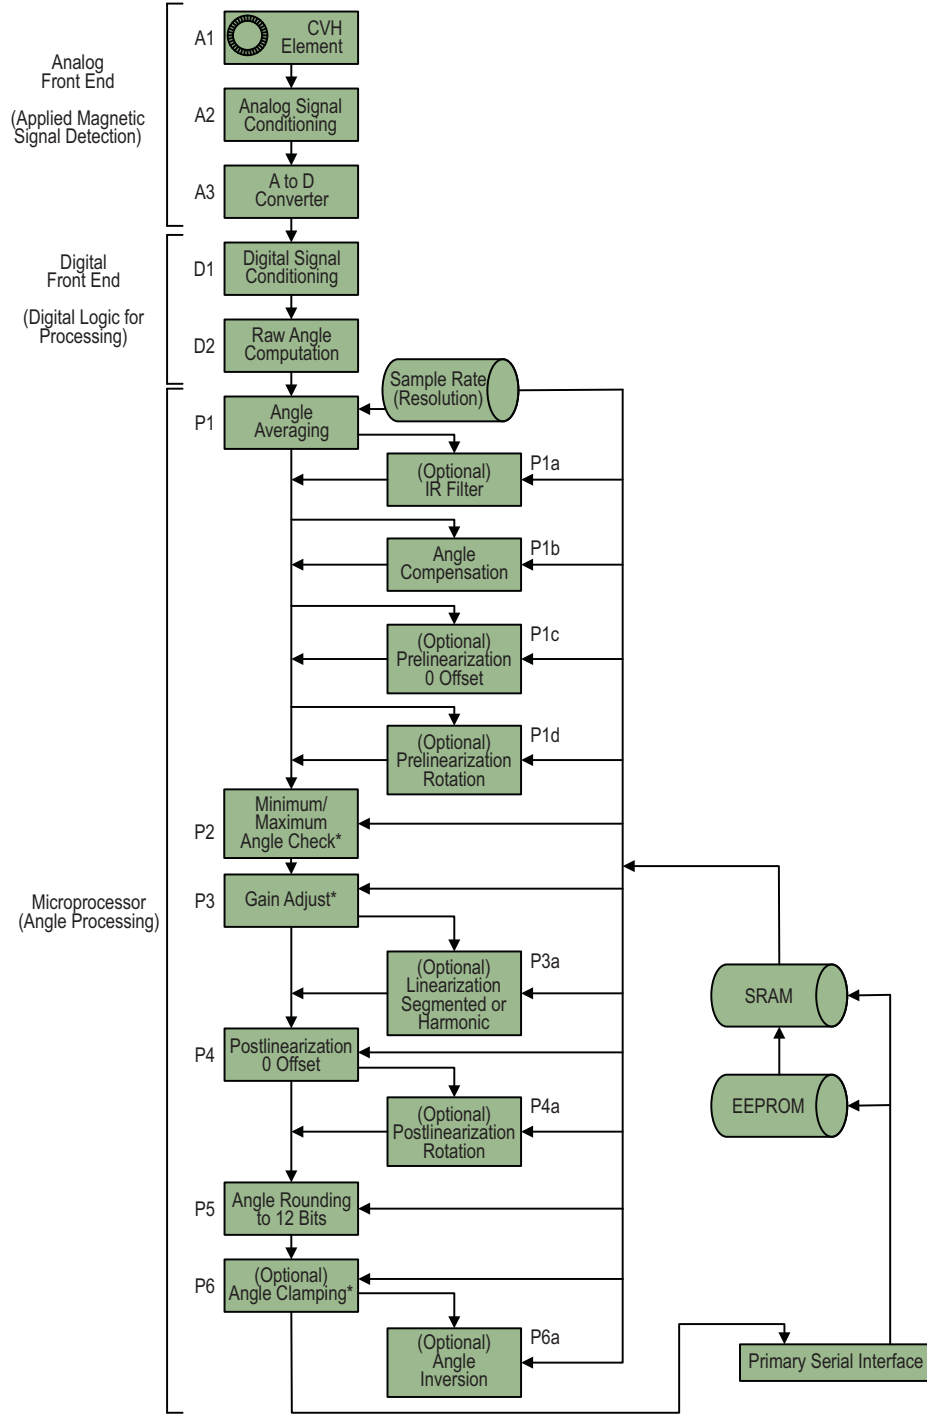 Analog
Front End
(Applied Magnetic
Signal Detection)
A1
CVH
Element
A2
Analog Signal
Conditioning
A3
A to D
Converter
Digital
Front End
(Digital Logic for
Processing)
D1
Digital Signal
Conditioning
D2
Raw Angle
Computation
Sample Rate
(Resolution)
P1
Angle
Averaging
P1a
(Optional)
IR Filter
P1b
Angle
Compensation
P1c
(Optional)
Prelinearization
0 Offset
P1d
(Optional)
Prelinearization
Rotation
P2
Minimum/
Maximum
Angle Check*
Microprocessor
(Angle Processing)
P3
Gain Adjust*
P3a
(Optional)
Linearization
Segmented or
Harmonic
SRAM
P4
Postlinearization
0 Offset
EEPROM
P4a
(Optional)
Postlinearization
Rotation
P5
Angle Rounding
to 12 Bits
P6
(Optional)
Angle Clamping*
P6a
(Optional)
Angle
Inversion
Primary Serial Interface